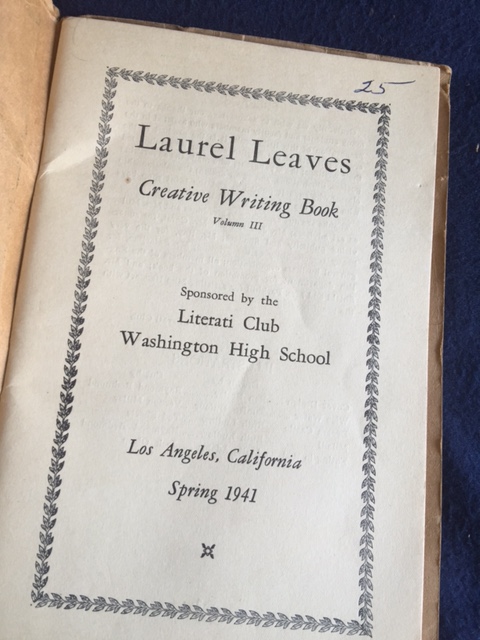 25
Laurel Leaves
Creative Writing Book
Volumn III
Sponsored by the
Literati Club
Washington High School
Los Angeles, California
Spring 1941